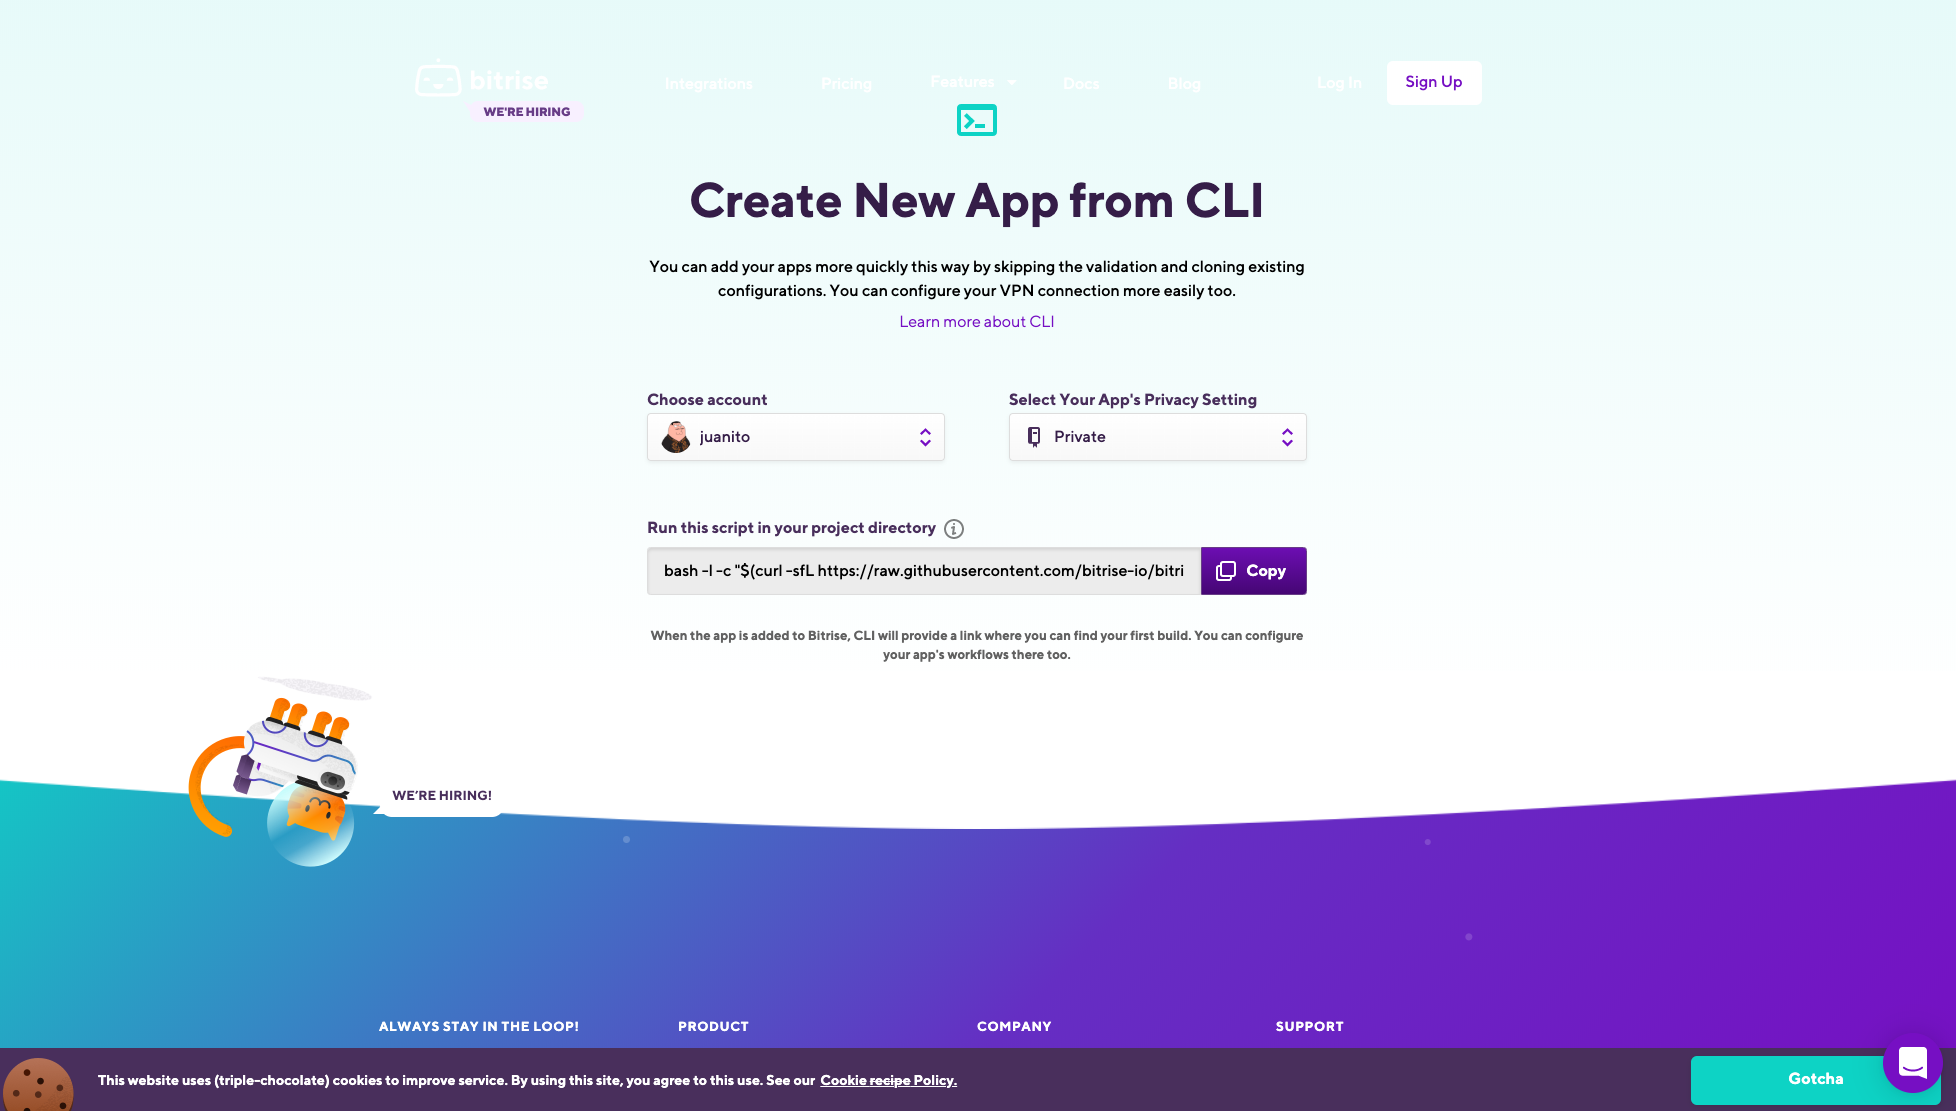 bitrise
WE'RE HIRING
Integrations
Pricing
Features
Docs
Blog
Log In
Sign Up
Create New App from CLI
You can add your apps more quickly this way by skipping the validation and cloning existing
configurations. You can configure your VPN connection more easily too.
Learn more about CLI
Choose account
juanito
Select Your App's Privacy Setting
Private
Run this script in your project directory
bash -l -c "$(curl -sfL https://raw.githubusercontent.com/bitrise-io/bitri
Copy
When the app is added to Bitrise, CLI will provide a link where you can find your first build. You can configure
your app's workflows there too.
WE'RE HIRING!
ALWAYS STAY IN THE LOOP!
PRODUCT
COMPANY
SUPPORT
This website uses (triple-chocolate) cookies to improve service. By using this site, you agree to this use. See our Cookie recipe Policy.
Gotcha